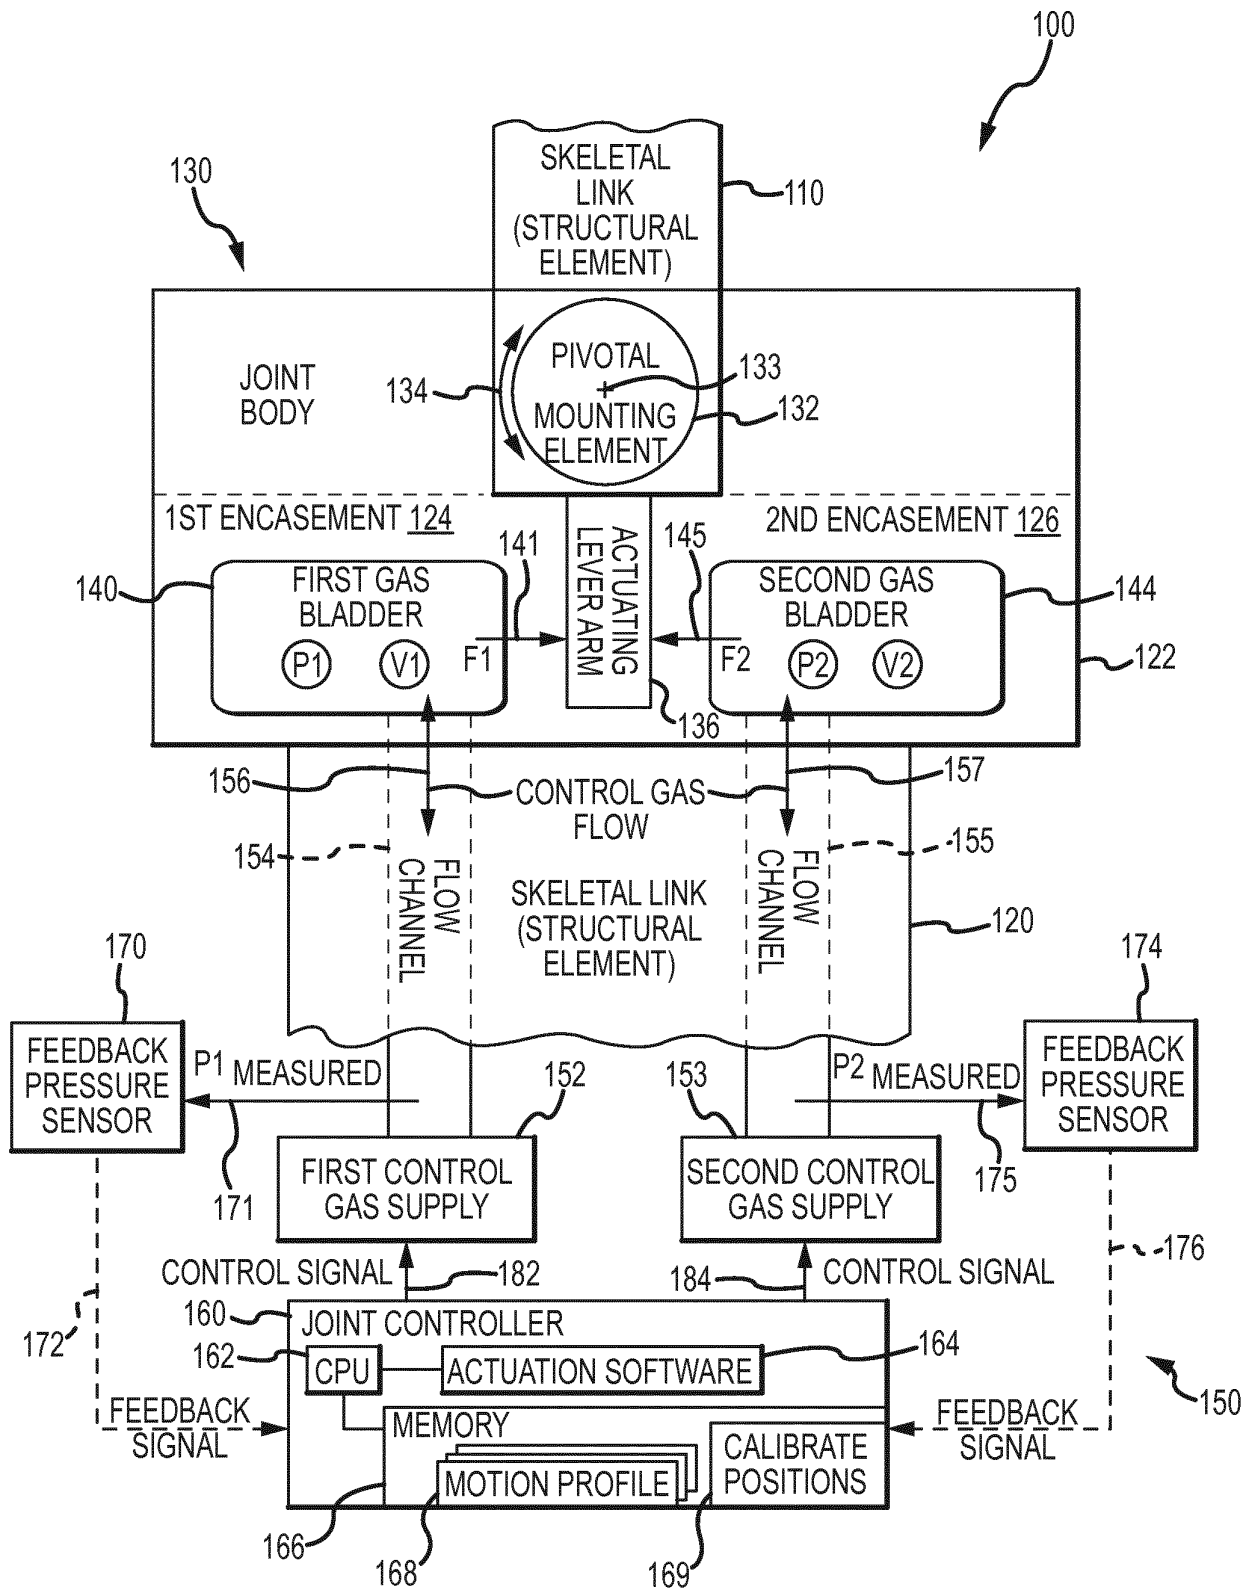 100
SKELETAL
LINK
(STRUCTURAL
ELEMENT)
110
130
JOINT
BODY
134
PIVOTAL
MOUNTING
ELEMENT
133
132
1ST ENCASEMENT 124
2ND ENCASEMENT 126
141
145
ACTUATING
LEVER ARM
140
FIRST GAS
BLADDER
P1
V1
F1
SECOND GAS
BLADDER
F2
P2
V2
144
122
136
156
CONTROL GAS
FLOW
157
154
FLOW
CHANNEL
FLOW
CHANNEL
155
SKELETAL LINK
(STRUCTURAL
ELEMENT)
120
170
174
FEEDBACK
PRESSURE
SENSOR
P1
MEASURED
152
153
P2
MEASURED
FEEDBACK
PRESSURE
SENSOR
171
FIRST CONTROL
GAS SUPPLY
SECOND CONTROL
GAS SUPPLY
175
CONTROL SIGNAL
182
184
CONTROL SIGNAL
176
172
160
JOINT CONTROLLER
162
CPU
ACTUATION SOFTWARE
164
150
FEEDBACK
SIGNAL
MEMORY
MOTION PROFILE
CALIBRATE
POSITIONS
FEEDBACK
SIGNAL
166
168
169